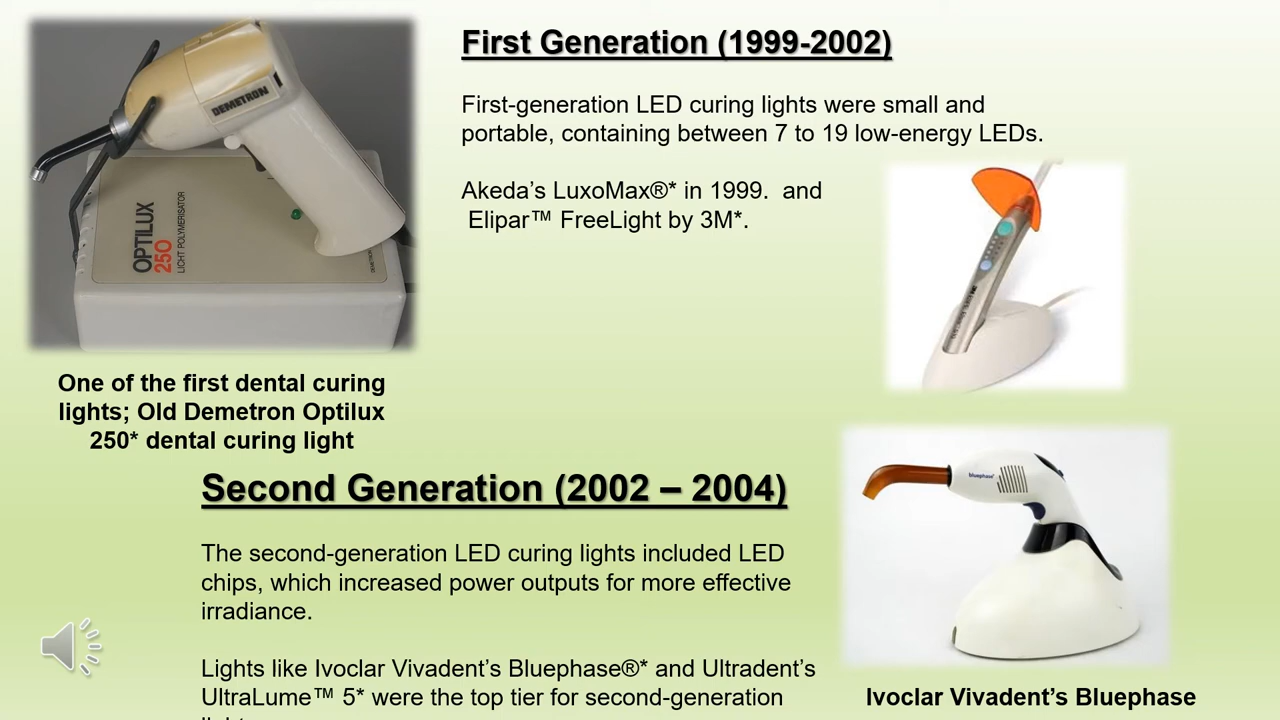 First Generation (1999-2002)
First-generation LED curing lights were small and
portable, containing between 7 to 19 low-energy LEDs.
Akeda’s LuxoMax®* in 1999.  and
Elipar™ FreeLight by 3M*.
DEMETRON
OPTILUX
250
LIGHT POLYMERISATOR
One of the first dental curing
lights; Old Demetron Optilux
250* dental curing light
Second Generation (2002 – 2004)
The second-generation LED curing lights included LED
chips, which increased power outputs for more effective
irradiance.
Lights like Ivoclar Vivadent’s Bluephase®* and Ultradent’s
UltraLume™ 5* were the top tier for second-generation
bluephase
Ivoclar Vivadent’s Bluephase